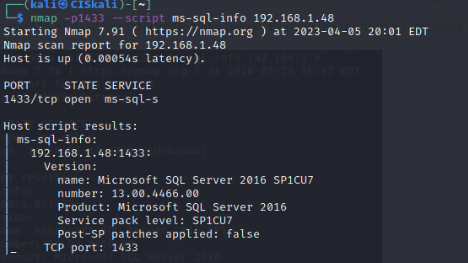 ┌──(kali㉿CISkali)-[~]
└─$ nmap -p1433 --script ms-sql-info 192.168.1.48
Starting Nmap 7.91 ( https://nmap.org ) at 2023-04-05 20:01 EDT
Nmap scan report for 192.168.1.48
Host is up (0.00054s latency).

PORT     STATE SERVICE
1433/tcp open  ms-sql-s

Host script results:
| ms-sql-info:
|   192.168.1.48:1433:
|     Version:
|       name: Microsoft SQL Server 2016 SP1CU7
|       number: 13.00.4466.00
|       Product: Microsoft SQL Server 2016
|       Service pack level: SP1CU7
|       Post-SP patches applied: false
|_    TCP port: 1433